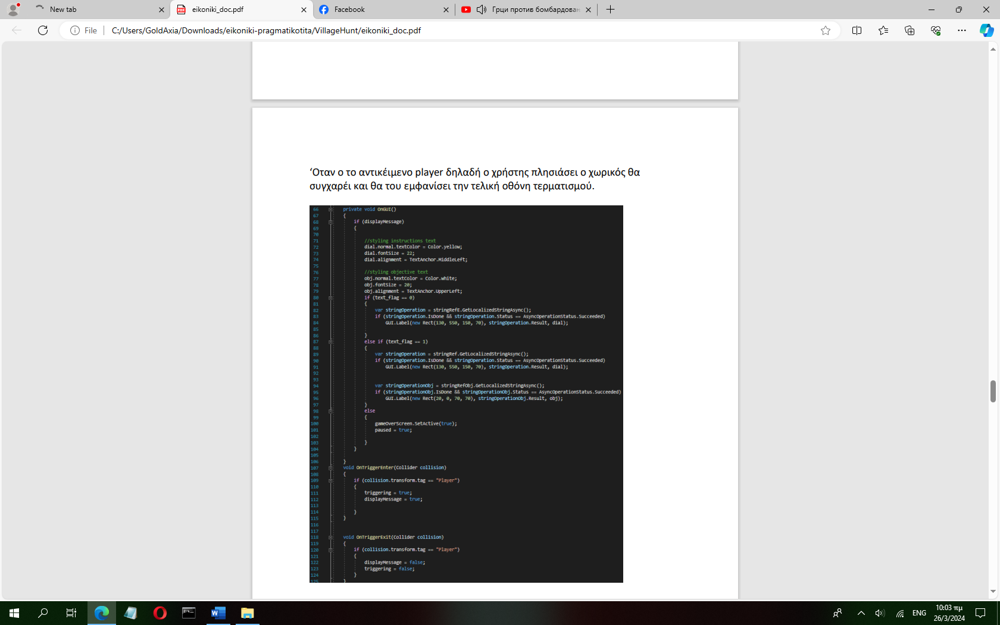 New tab
eikoniki_doc.pdf
Facebook
Грци против бомбардовањ
File
C:/Users/GoldAxia/Downloads/eikoniki-pragmatikotita/VillageHunt/eikoniki_doc.pdf
‘Οταν ο το αντικέιμενο player δηλαδή ο χρήστης πλησιάσει ο χωρικός θα
συγχαρέι και θα του εμφανίσει την τελική οθόνη τερματισμού.
66 private void OnGUI()
67 {
68 if (displayMessage)
69 {
70
71 //styling instructions text
72 dial.normal.textColor = Color.yellow;
73 dial.fontSize = 22;
74 dial.alignment = TextAnchor.MiddleLeft;
75
76 //styling objective text
77 obj.normal.textColor = Color.white;
78 obj.fontSize = 20;
79 obj.alignment = TextAnchor.UpperLeft;
80 if (text_flag == 0)
81 {
82 var stringOperation = stringRefE.GetLocalizedStringAsync();
83 if (stringOperation.IsDone && stringOperation.Status == AsyncOperationStatus.Succeeded)
84 GUI.Label(new Rect(130, 550, 150, 70), stringOperation.Result, dial);
85
86 }
87 else if (text_flag == 1)
88 {
89 var stringOperation = stringRef.GetLocalizedStringAsync();
90 if (stringOperation.IsDone && stringOperation.Status == AsyncOperationStatus.Succeeded)
91 GUI.Label(new Rect(130, 550, 150, 70), stringOperation.Result, dial);
92
93
94 var stringOperationObj = stringRefObj.GetLocalizedStringAsync();
95 if (stringOperationObj.IsDone && stringOperationObj.Status == AsyncOperationStatus.Succeeded)
96 GUI.Label(new Rect(20, 0, 70, 70), stringOperationObj.Result, obj);
97 }
98 else
99 {
100 gameOverScreen.SetActive(true);
101 paused = true;
102
103 }
104 }
105
106 }
107 void OnTriggerEnter(Collider collision)
108 {
109 if (collision.transform.tag == "Player")
110 {
111 triggering = true;
112 displayMessage = true;
113
114 }
115 }
116
117
118 void OnTriggerExit(Collider collision)
119 {
120 if (collision.transform.tag == "Player")
121 {
122 displayMessage = false;
123 triggering = false;
124 }
125 }
ENG
10:03 πμ
26/3/2024